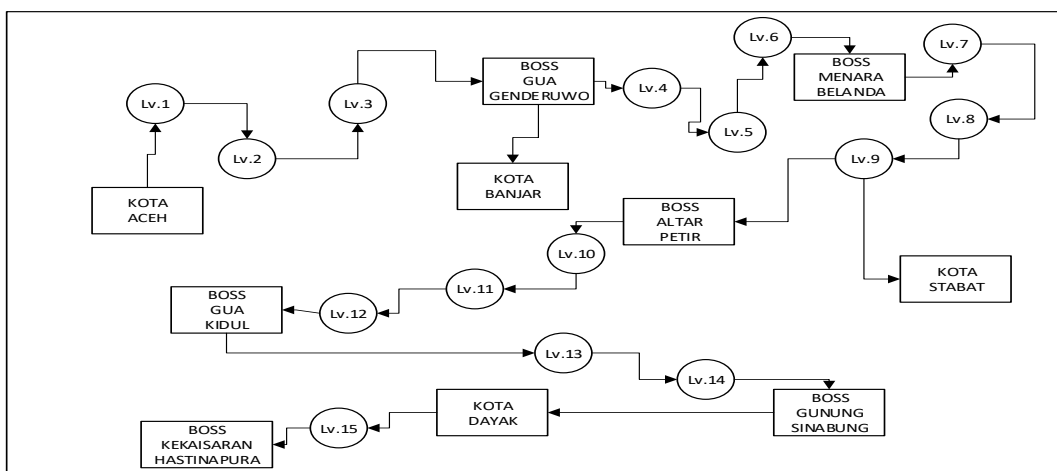 Lv.1
Lv.2
Lv.3
BOSS
GUA
GENDERUWO
Lv.4
Lv.5
Lv.6
BOSS
MENARA
BELANDA
Lv.7
Lv.8
Lv.9
KOTA
ACEH
KOTA
BANJAR
BOSS
ALTAR
PETIR
KOTA
STABAT
Lv.10
Lv.11
Lv.12
BOSS
GUA
KIDUL
Lv.13
Lv.14
BOSS
GUNUNG
SINABUNG
KOTA
DAYAK
Lv.15
BOSS
KEKAISARAN
HASTINAPURA